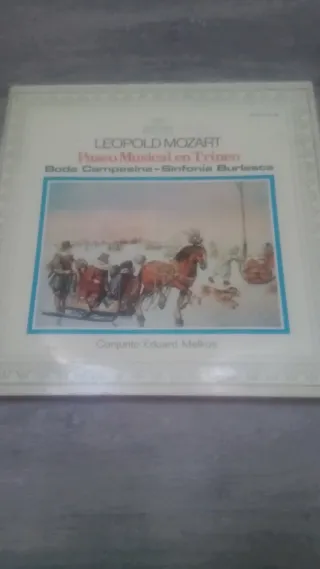 LEOPOLD MOZART
Paseo Musical en Trineo
Boda Campesina - Sinfonía Burlesca
Conjunto Eduard Melkus